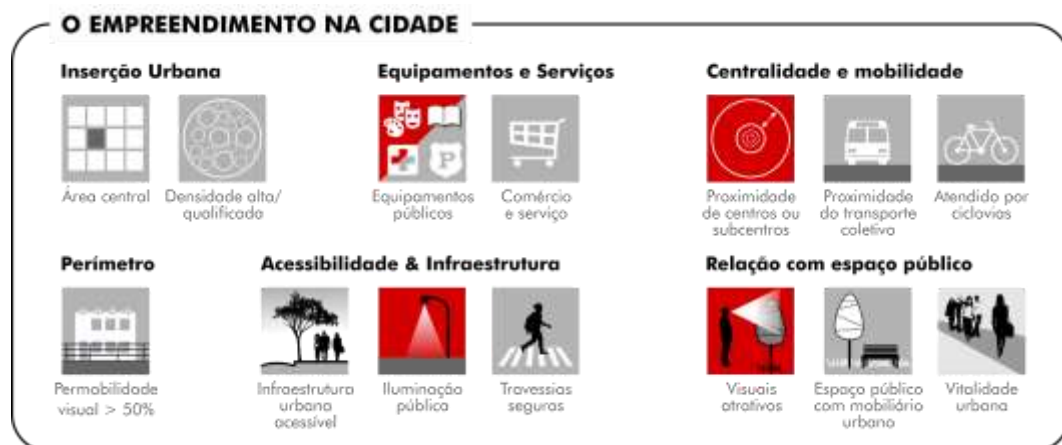 O EMPREENDIMENTO NA CIDADE
Inserção Urbana
Área central
Densidade alta/
qualificada
Equipamentos e Serviços
P
Equipamentos
públicos
Comércio
e serviço
Centralidade e mobilidade
Proximidade
de centros ou
subcentros
Proximidade
do transporte
coletivo
Atendido por
ciclovias
Perímetro
Permabilidade
visual > 50%
Acessibilidade & Infraestrutura
Infraestrutura
urbana
acessível
Iluminação
pública
Travessias
seguras
Relação com espaço público
Visuais
atrativos
Espaço público
com mobiliário
urbano
Vitalidade
urbana